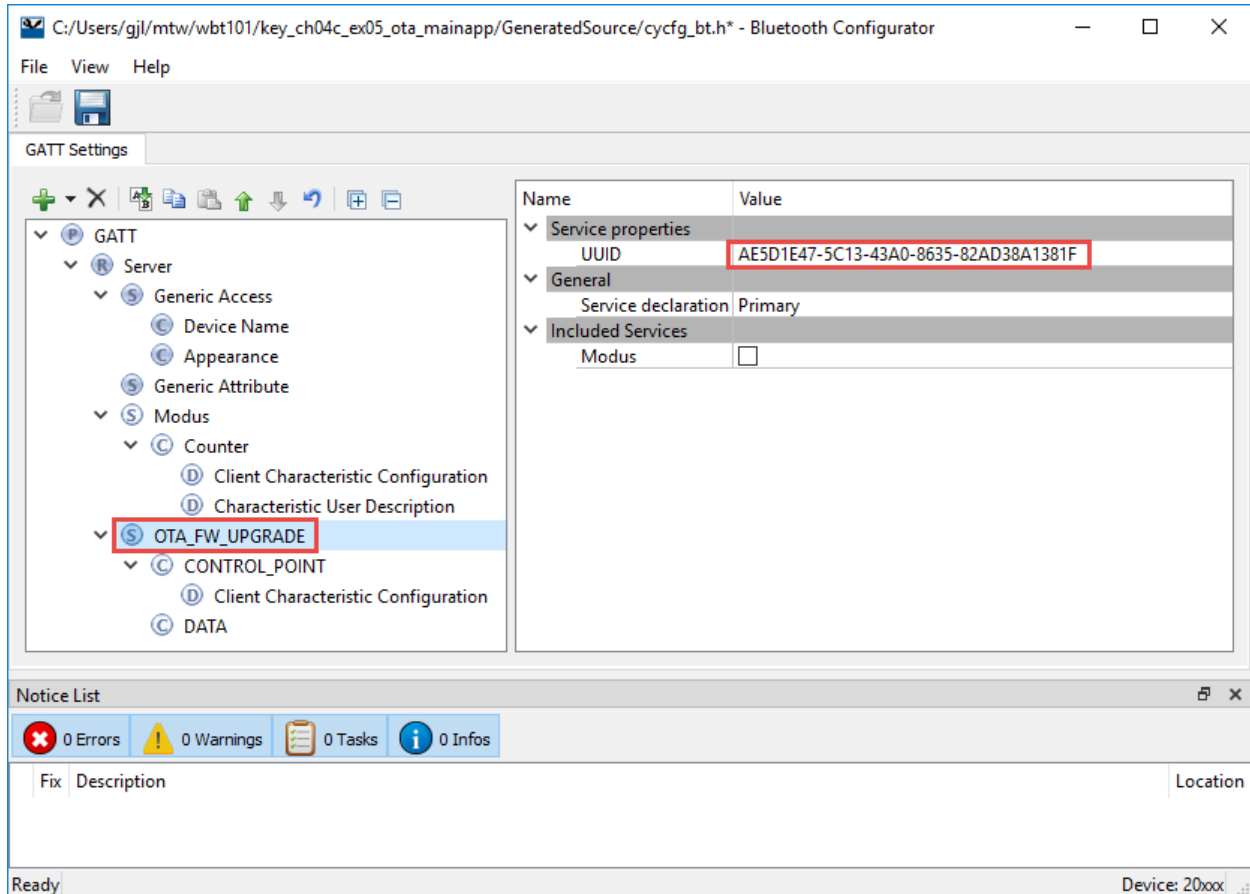 C:/Users/gjl/mtw/wbt101/key_ch04c_ex05_ota_mainapp/GeneratedSource/cycfg_bt.h* - Bluetooth Configurator
File View Help
GATT Settings
P GATT
R Server
S Generic Access
C Device Name
C Appearance
S Generic Attribute
S Modus
C Counter
D Client Characteristic Configuration
D Characteristic User Description
S OTA_FW_UPGRADE
C CONTROL_POINT
D Client Characteristic Configuration
C DATA
Name Value
Service properties
UUID AE5D1E47-5C13-43A0-8635-82AD38A1381F
General
Service declaration Primary
Included Services
Modus
Notice List
0 Errors 0 Warnings 0 Tasks 0 Infos
Fix Description Location
Ready Device: 20xxx